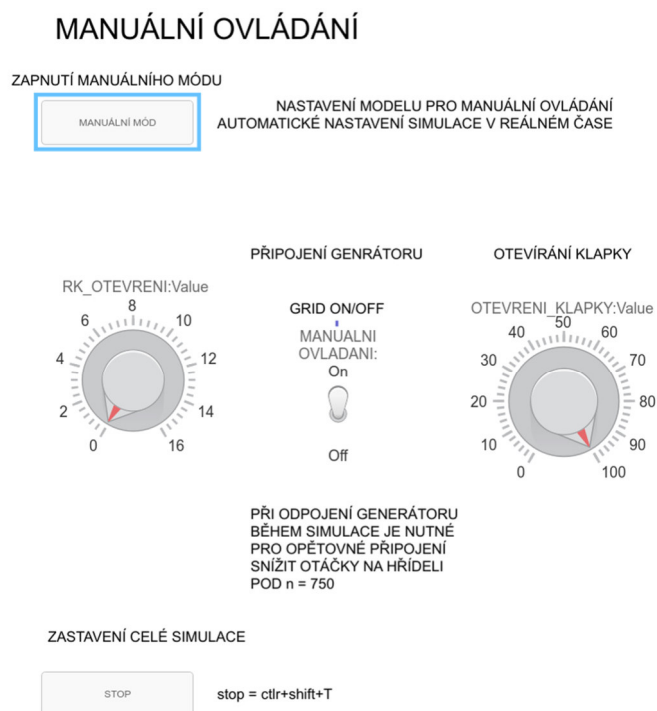 MANUÁLNÍ OVLÁDÁNÍ
ZAPNUTÍ MANUÁLNÍHO MÓDU
MANUÁLNÍ MÓD
NASTAVENÍ MODELU PRO MANUÁLNÍ OVLÁDÁNÍ
AUTOMATICKÉ NASTAVENÍ SIMULACE V REÁLNÉM ČASE
PŘIPOJENÍ GENRÁTORU
OTEVÍRÁNÍ KLAPKY
RK_OTEVRENI:Value
0
2
4
6
8
10
12
14
16
GRID ON/OFF
MANUALNI
OVLADANI:
On
Off
OTEVRENI_KLAPKY:Value
0
10
20
30
40
50
60
70
80
90
100
PŘI ODPOJENÍ GENERÁTORU
BĚHEM SIMULACE JE NUTNÉ
PRO OPĚTOVNÉ PŘIPOJENÍ
SNÍŽIT OTÁČKY NA HŘÍDELI
POD n = 750
ZASTAVENÍ CELÉ SIMULACE
STOP
stop = ctlr+shift+T